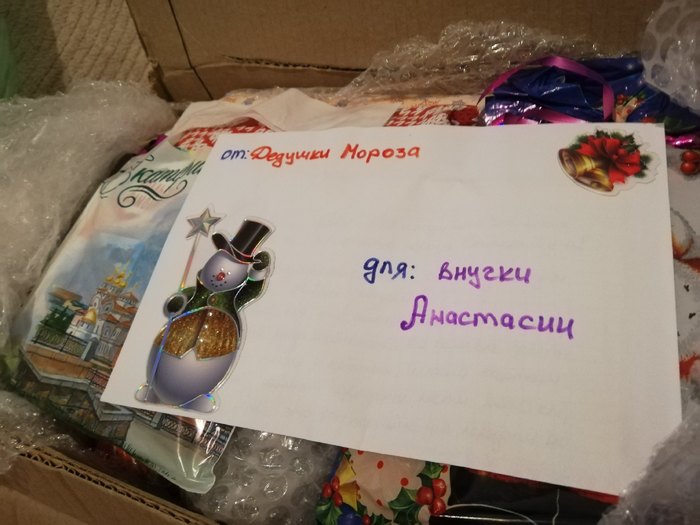 от: Дедушки Мороза
для: внучки
Анастасии